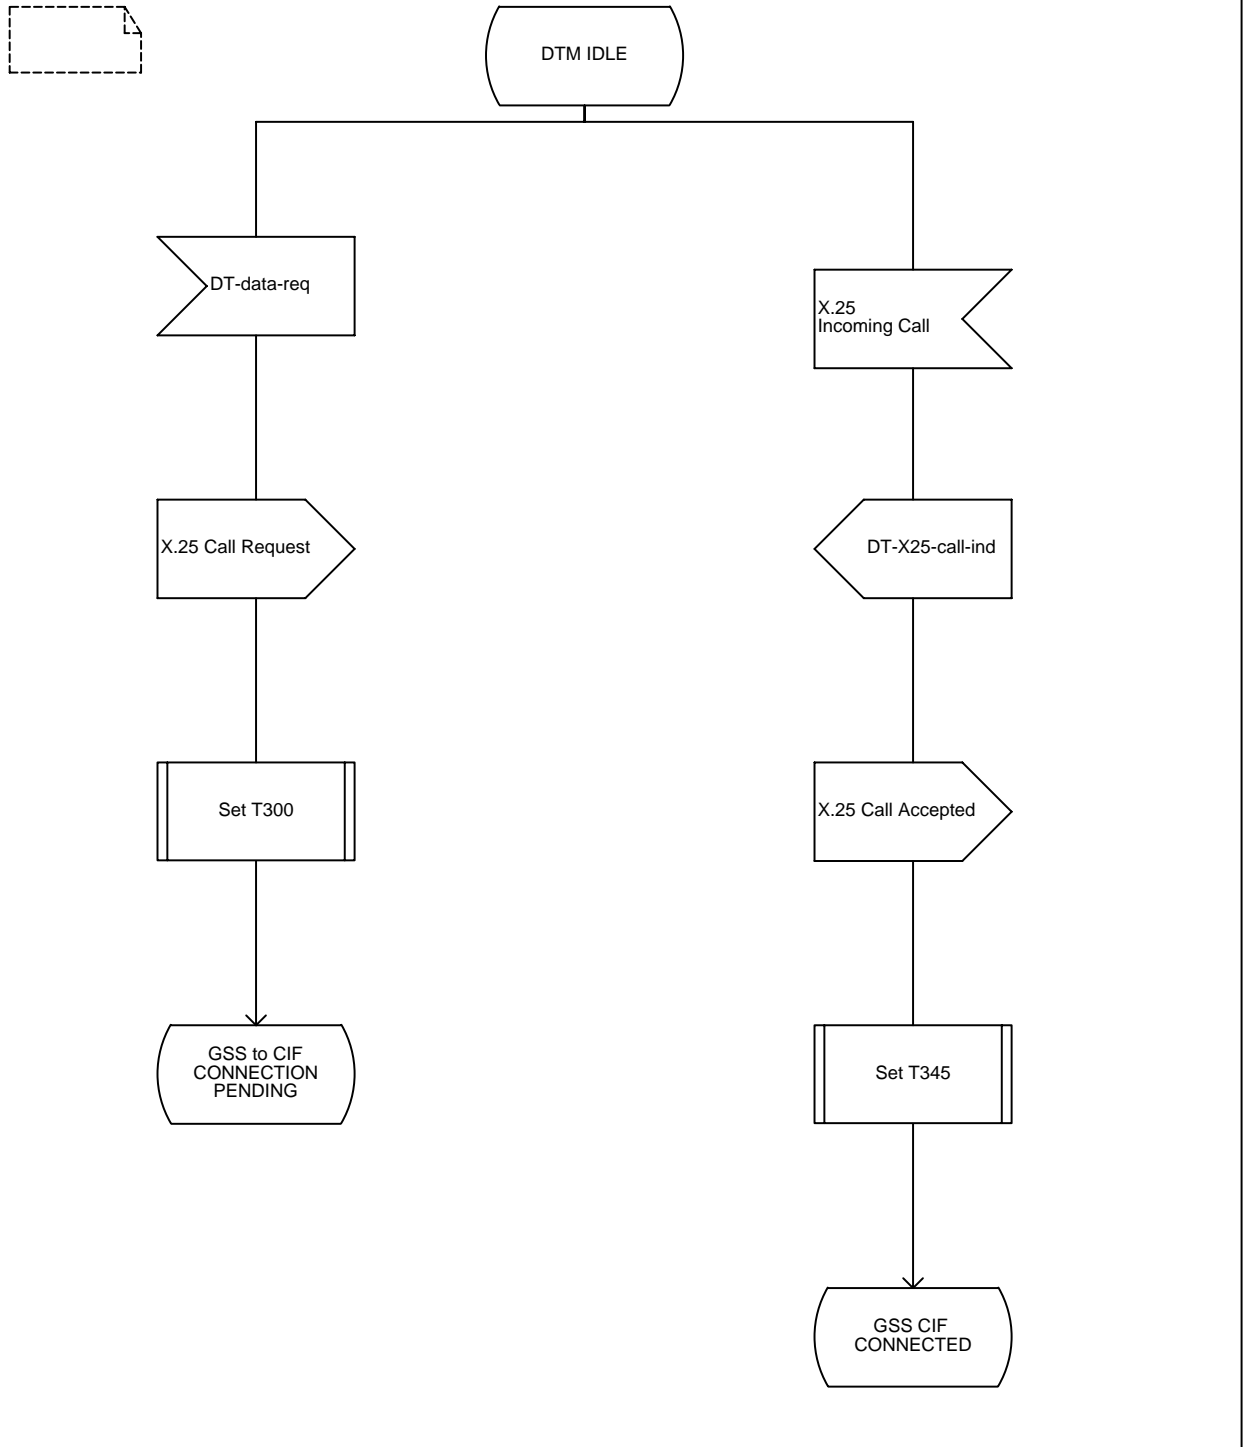 DTM IDLE
DT-data-req
X.25
Incoming Call
X.25 Call Request
DT-X25-call-ind
Set T300
X.25 Call Accepted
GSS to CIF
CONNECTION
PENDING
Set T345
GSS CIF
CONNECTED